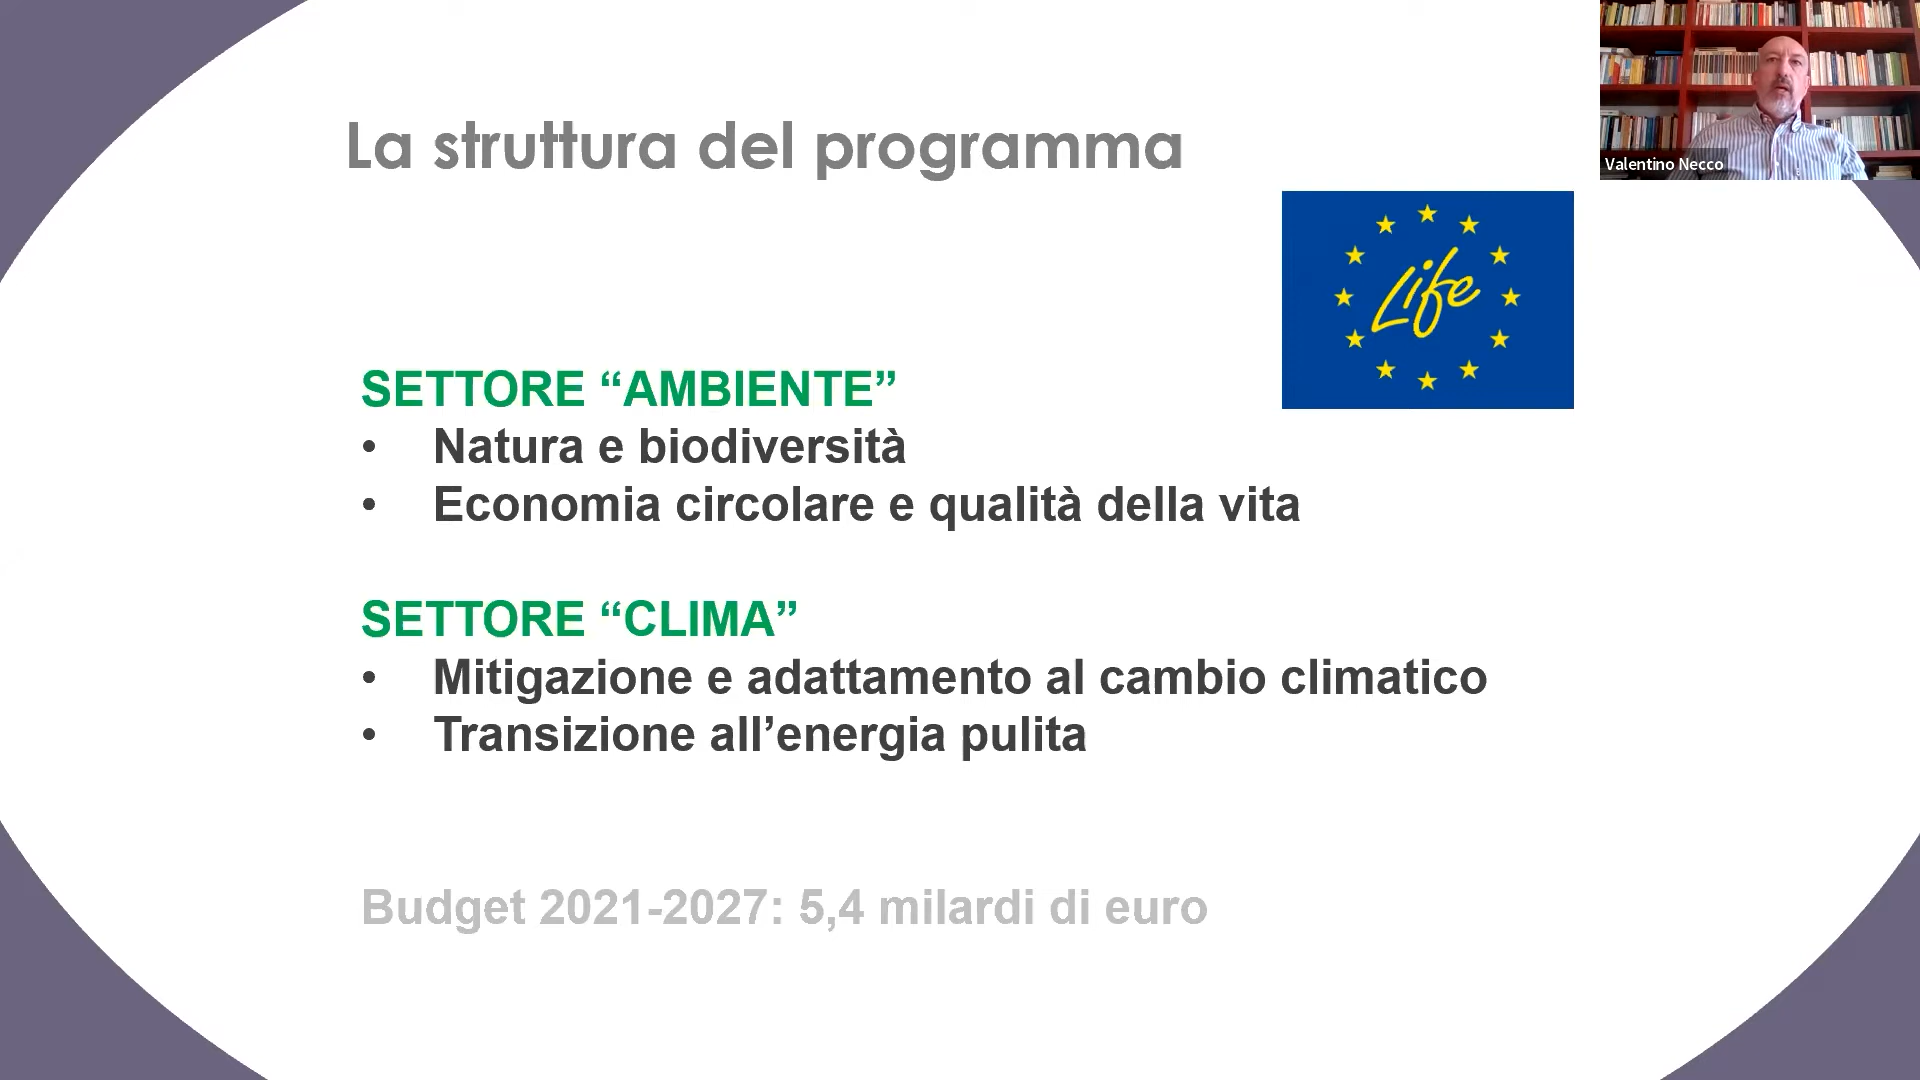 La struttura del programma
Valentino Necco
Life
SETTORE “AMBIENTE”
• Natura e biodiversità
• Economia circolare e qualità della vita
SETTORE “CLIMA”
• Mitigazione e adattamento al cambio climatico
• Transizione all’energia pulita
Budget 2021-2027: 5,4 milardi di euro